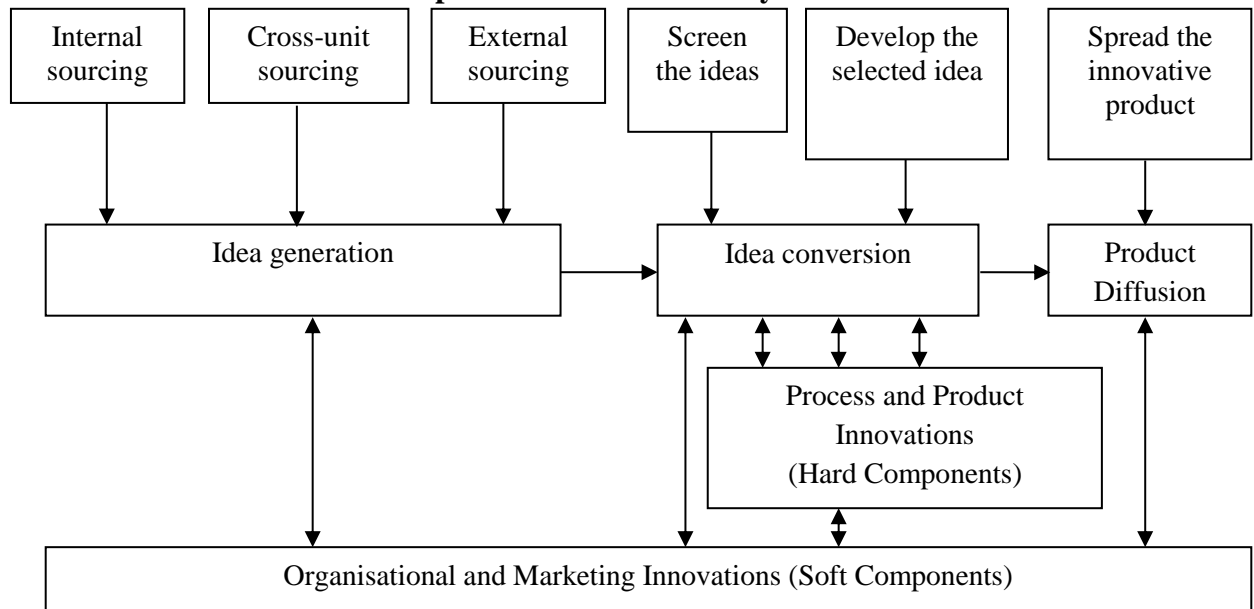 Internal
sourcing
Cross-unit
sourcing
External
sourcing
Screen
the ideas
Develop the
selected idea
Spread the
innovative
product
Idea generation
Idea conversion
Product
Diffusion
Process and Product
Innovations
(Hard Components)
Organisational and Marketing Innovations (Soft Components)